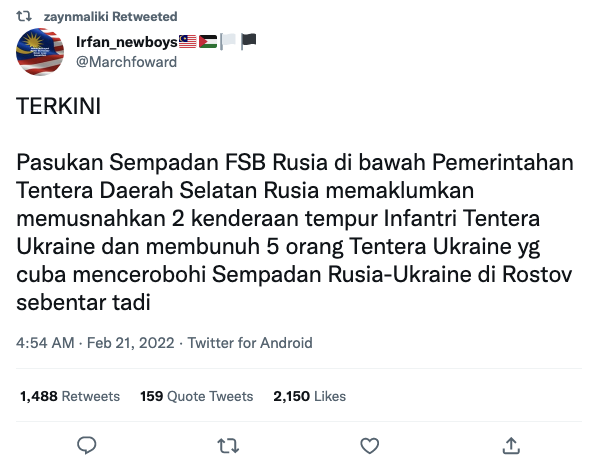 zaynmaliki Retweeted
Irfan_newboys🇲🇾🇵🇸🏳️🏴
@Marchfoward
TERKINI
Pasukan Sempadan FSB Rusia di bawah Pemerintahan
Tentera Daerah Selatan Rusia memaklumkan
memusnahkan 2 kenderaan tempur Infantri Tentera
Ukraine dan membunuh 5 orang Tentera Ukraine yg
cuba mencerobohi Sempadan Rusia-Ukraine di Rostov
sebentar tadi
4:54 AM · Feb 21, 2022 · Twitter for Android
1,488 Retweets 159 Quote Tweets 2,150 Likes